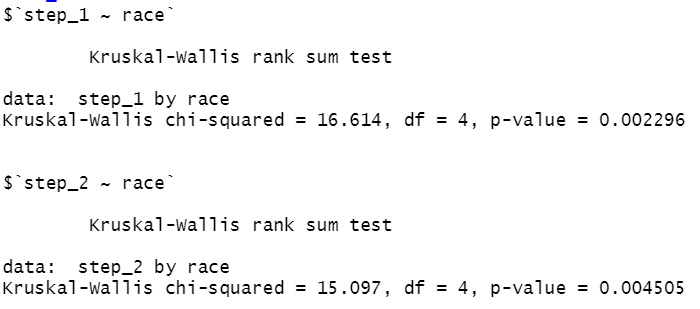 $`step_1 ~ race`
Kruskal-Wallis rank sum test
data:  step_1 by race
Kruskal-Wallis chi-squared = 16.614, df = 4, p-value = 0.002296
$`step_2 ~ race`
Kruskal-Wallis rank sum test
data:  step_2 by race
Kruskal-Wallis chi-squared = 15.097, df = 4, p-value = 0.004505